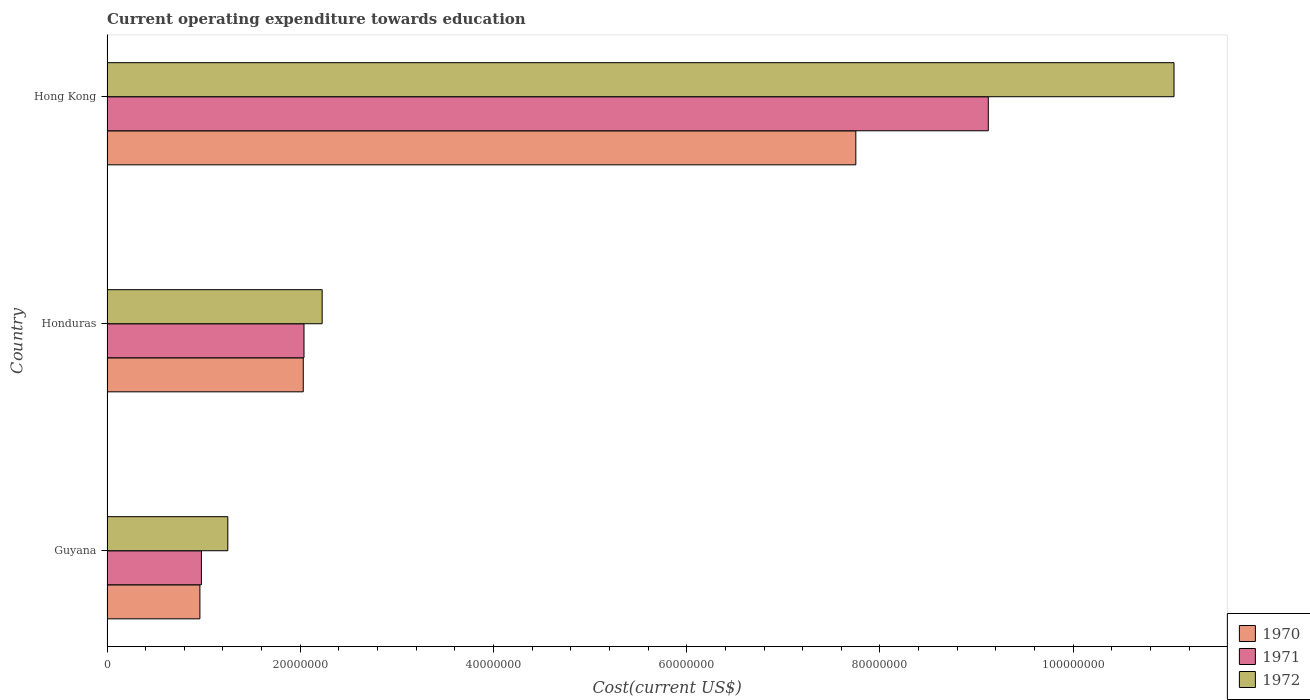 Current operating expenditure towards education
Hong Kong
Honduras
Guyana
Country
0
20000000
40000000
60000000
80000000
100000000
Cost(current US$)
1970
1971
1972